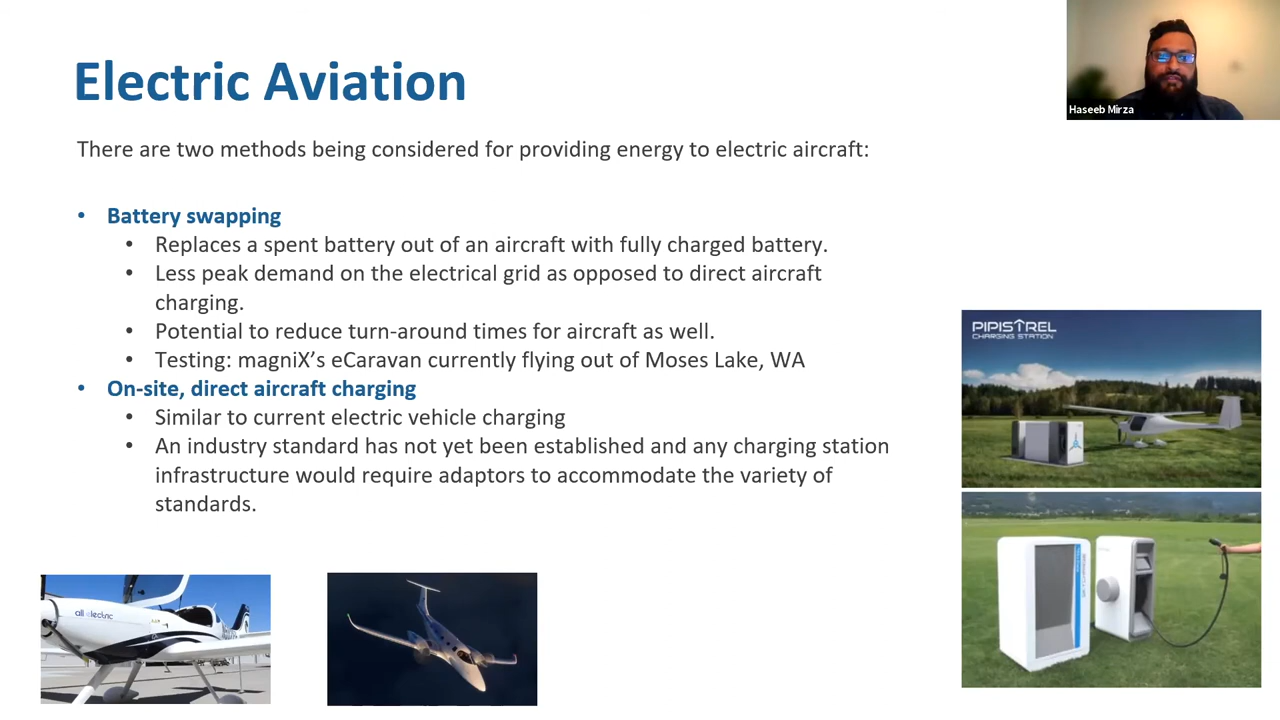 Electric Aviation
Haseeb Mirza
There are two methods being considered for providing energy to electric aircraft:
• Battery swapping
• Replaces a spent battery out of an aircraft with fully charged battery.
• Less peak demand on the electrical grid as opposed to direct aircraft
charging.
• Potential to reduce turn-around times for aircraft as well.
• Testing: magniX's eCaravan currently flying out of Moses Lake, WA
• On-site, direct aircraft charging
• Similar to current electric vehicle charging
• An industry standard has not yet been established and any charging station
infrastructure would require adaptors to accommodate the variety of
standards.
PIPISTREL
CHARGING STATION
all electric